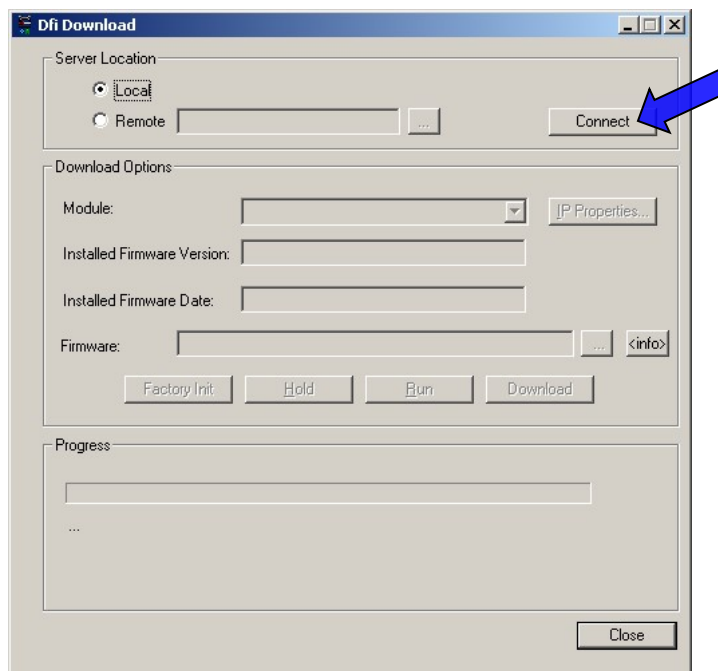 Dfi Download
Server Location
Local
Remote ... Connect
Download Options
Module: IP Properties...
Installed Firmware Version:
Installed Firmware Date:
Firmware: ... <info>
Factory Init Hold Run Download
Progress
...
Close